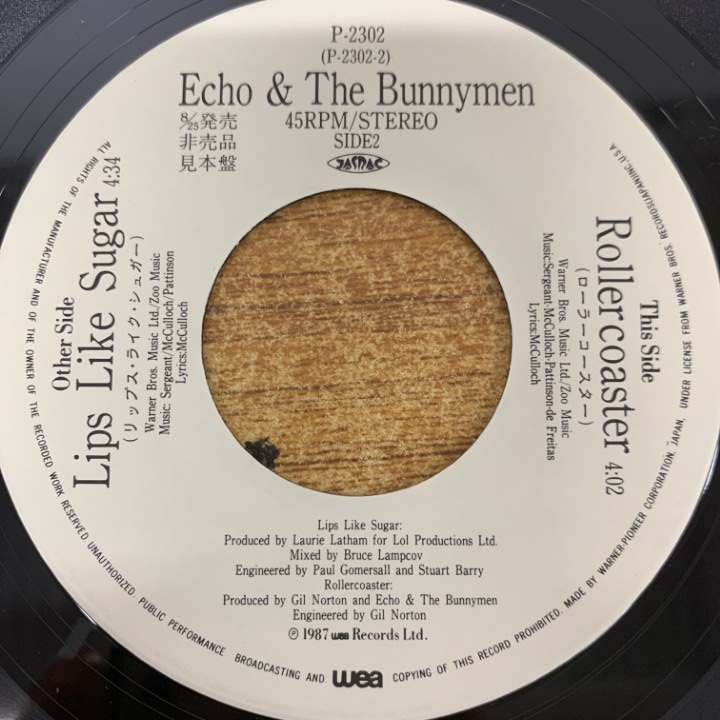 P-2302
(P-2302-2)
Echo & The Bunnymen
8/25発売
非売品
見本盤
45RPM/STEREO
SIDE2
JASRAC
Other Side
Lips Like Sugar 4:34
(リップス・ライク・シュガー)
Warner Bros. Music Ltd./Zoo Music
Music: Sergeant/McCulloch/Pattinson
Lyrics:McCulloch
This Side
Rollercoaster 4:02
(ローラーコースター)
Warner Bros. Music Ltd./Zoo Music
Music:Sergeant-McCulloch-Pattinson-de Freitas
Lyrics:McCulloch
Lips Like Sugar:
Produced by Laurie Latham for Lol Productions Ltd.
Mixed by Bruce Lampcov
Engineered by Paul Gomersall and Stuart Barry
Rollercoaster:
Produced by Gil Norton and Echo & The Bunnymen
Engineered by Gil Norton
℗ 1987 wea Records Ltd.
ALL RIGHTS OF THE MANUFACTURER AND OF THE OWNER OF THE RECORDED WORK RESERVED. UNAUTHORIZED PUBLIC PERFORMANCE BROADCASTING AND COPYING OF THIS RECORD PROHIBITED. MADE BY WARNER-PIONEER CORPORATION, JAPAN, UNDER LICENSE FROM WARNER BROS. RECORDS(JAPAN)INC.,U.S.A.
wea